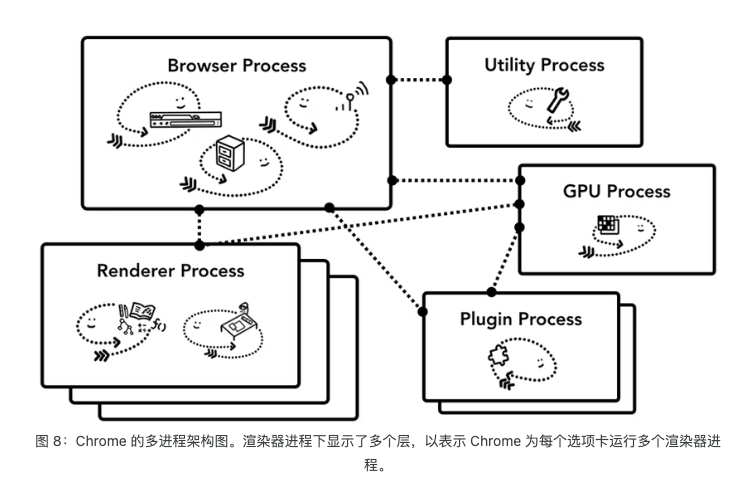 Browser Process
Utility Process
GPU Process
Renderer Process
Plugin Process
图 8：Chrome 的多进程架构图。渲染器进程下显示了多个层，以表示 Chrome 为每个选项卡运行多个渲染器进
程。